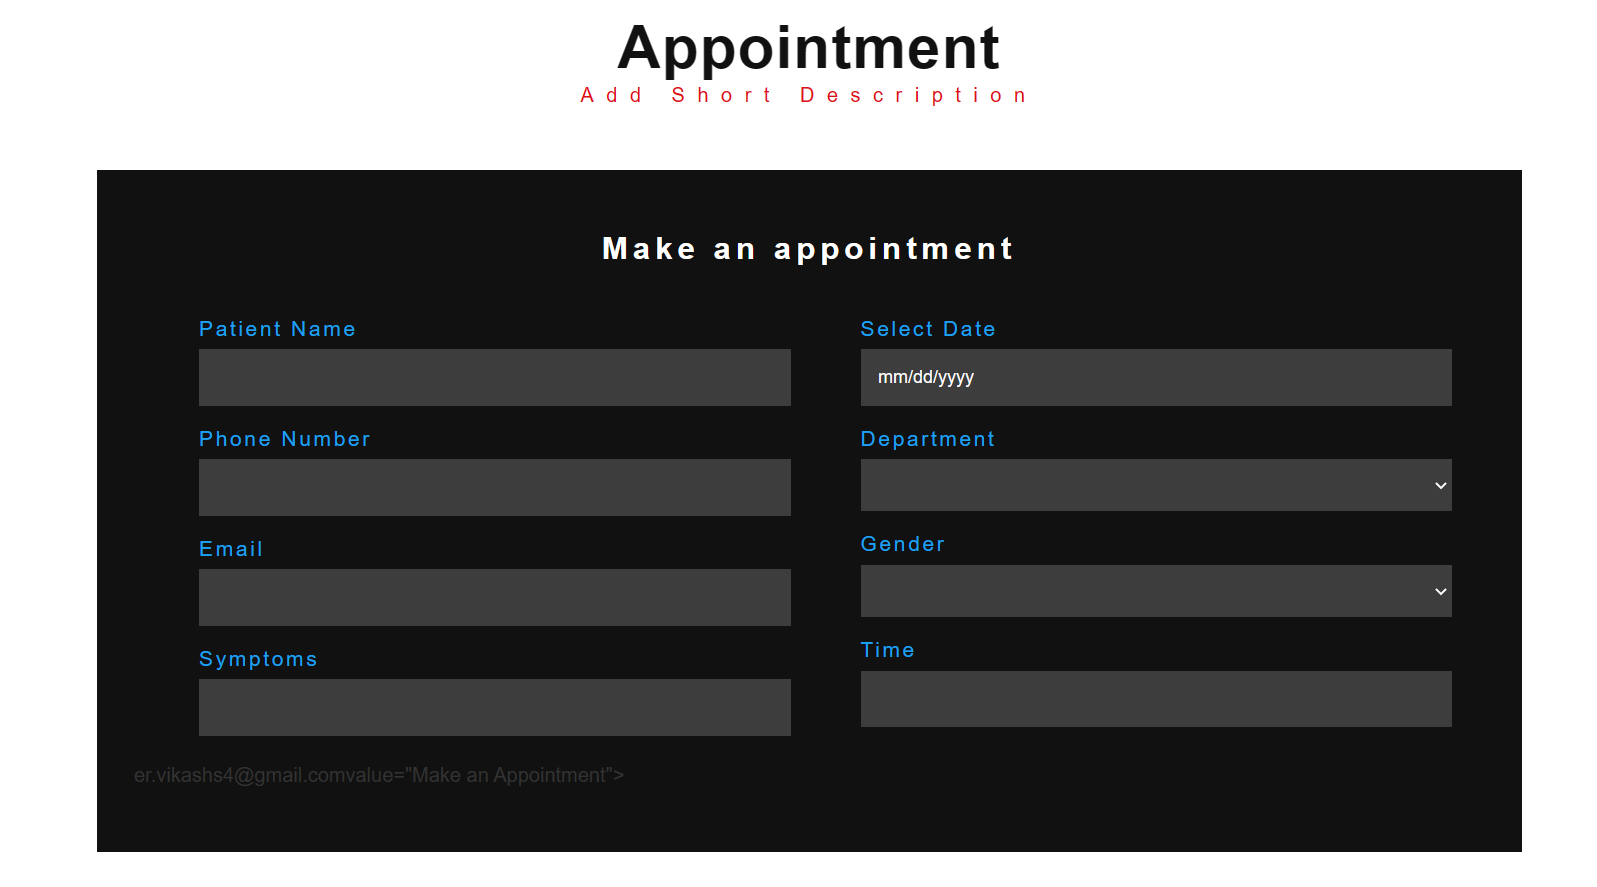 Appointment
Add Short Description
Make an appointment
Patient Name
Phone Number
Email
Symptoms
Select Date
mm/dd/yyyy
Department
Gender
Time
er.vikashs4@gmail.comvalue="Make an Appointment">